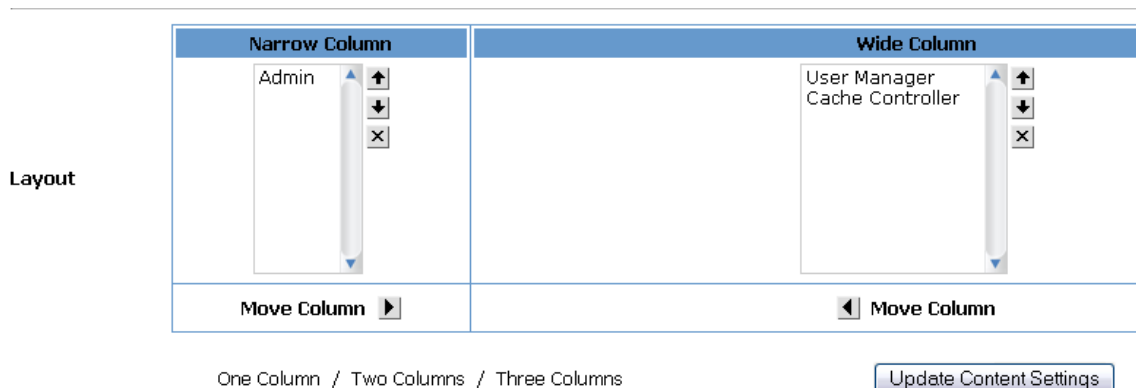 Narrow Column
Wide Column
Admin
User Manager
Cache Controller
Layout
Move Column
Move Column
One Column / Two Columns / Three Columns
Update Content Settings